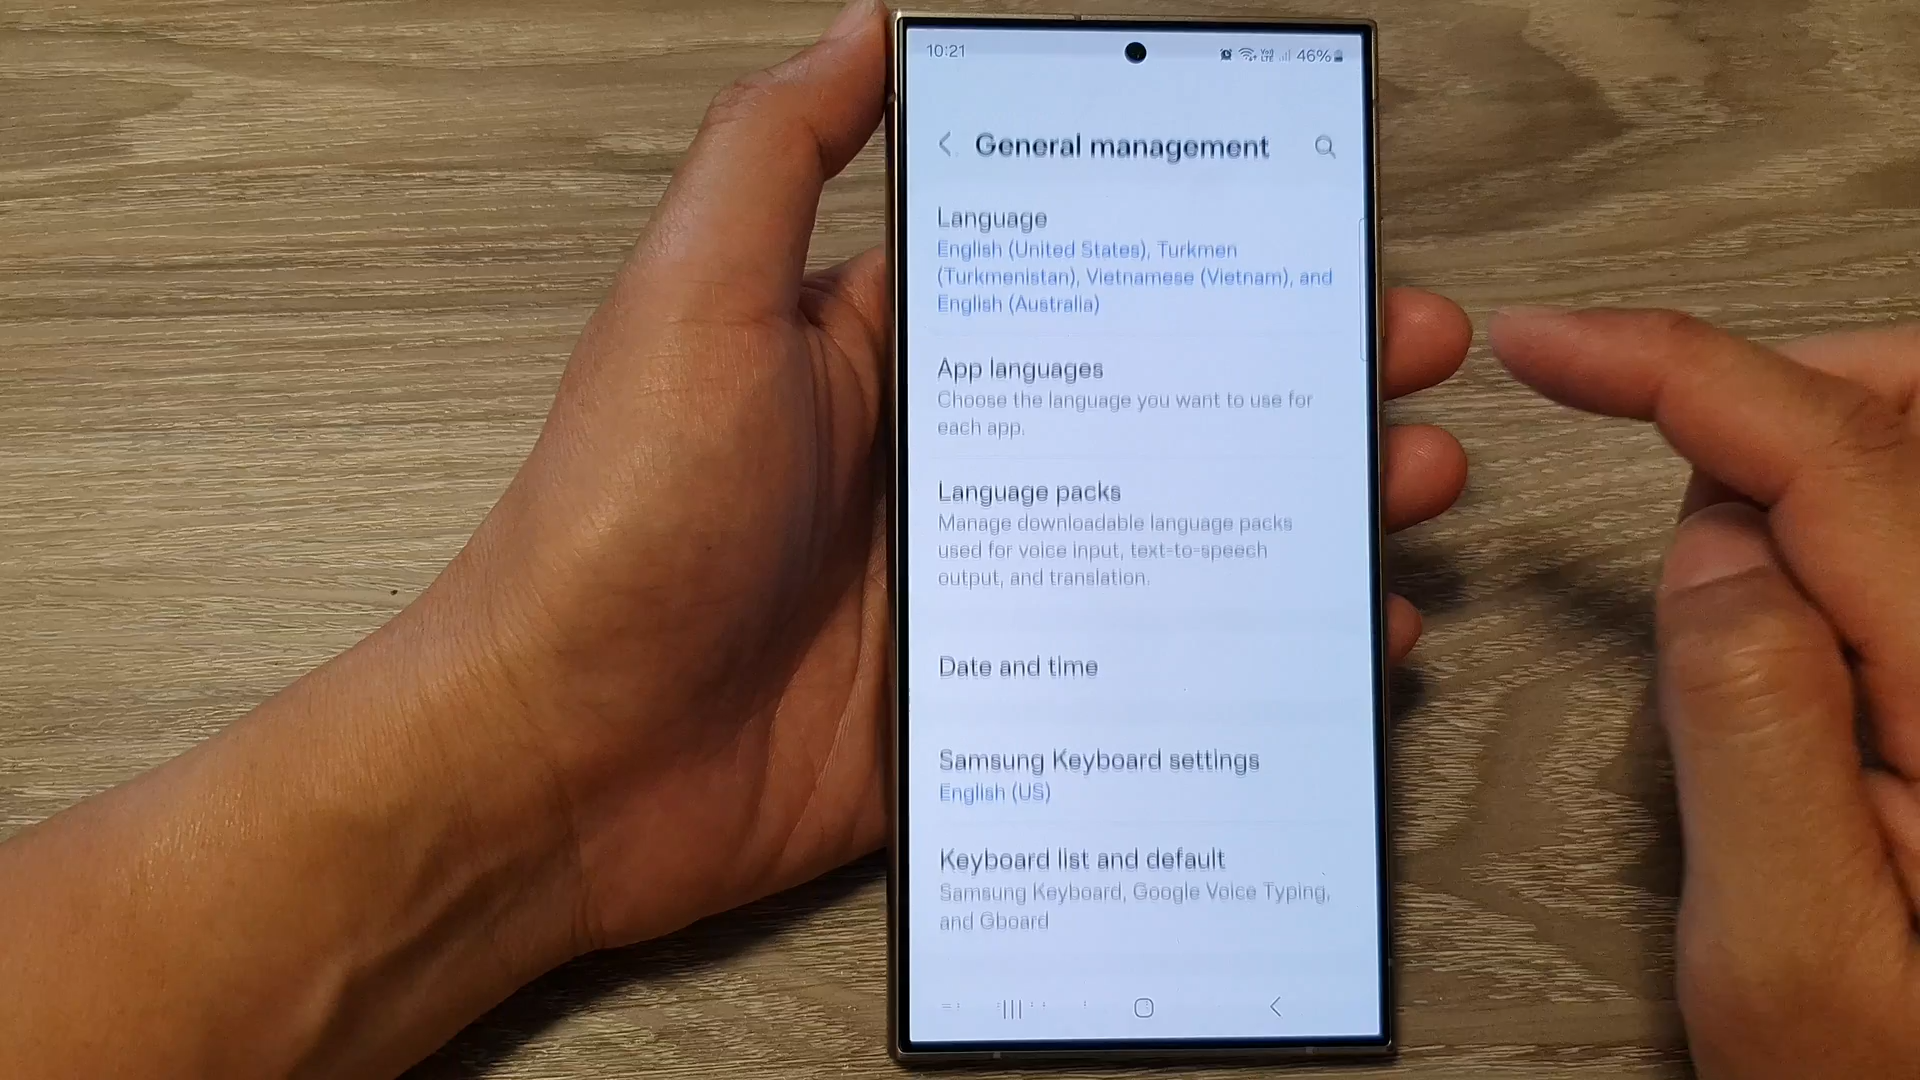 10:21
46%
General management
Language
English (United States), Turkmen
(Turkmenistan), Vietnamese (Vietnam), and
English (Australia)
App languages
Choose the language you want to use for
each app.
Language packs
Manage downloadable language packs
used for voice input, text-to-speech
output, and translation.
Date and time
Samsung Keyboard settings
English (US)
Keyboard list and default
Samsung Keyboard, Google Voice Typing,
and Gboard